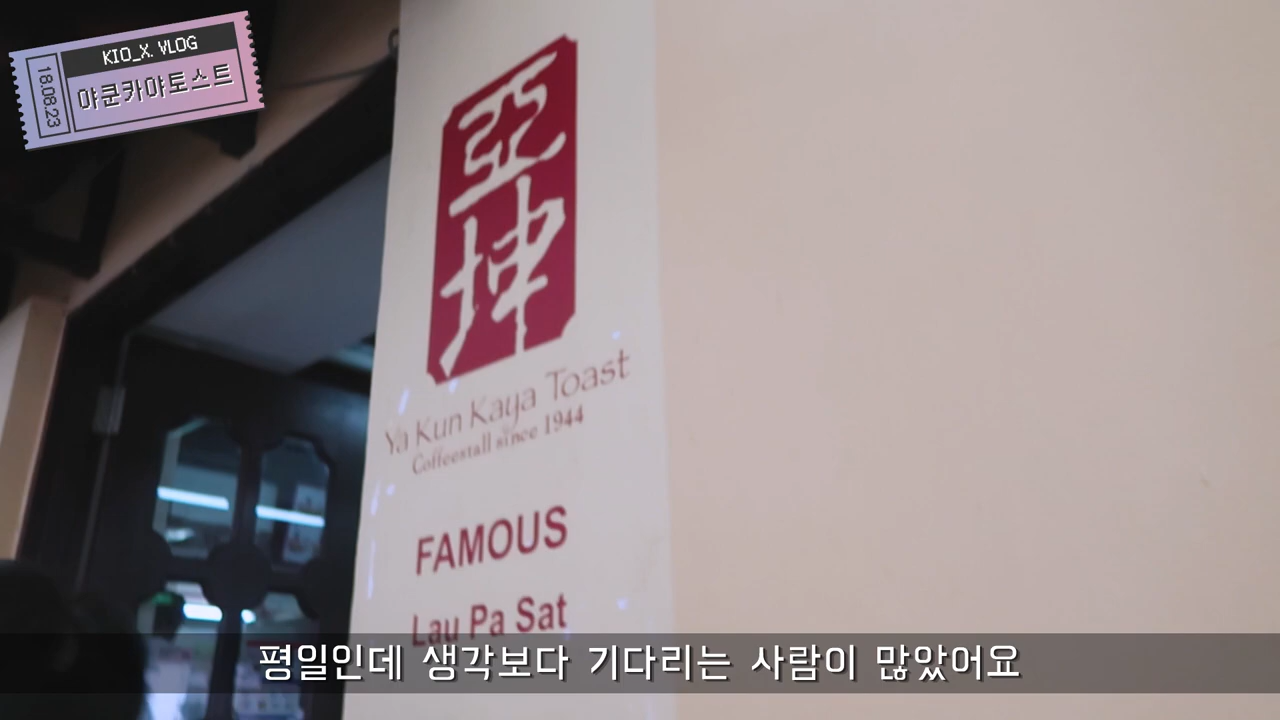 KIO_X. VLOG
18.08.23
야쿤카야토스트
亞坤
Ya Kun Kaya Toast
Coffeestall since 1944
FAMOUS
Lau Pa Sat
평일인데 생각보다 기다리는 사람이 많았어요